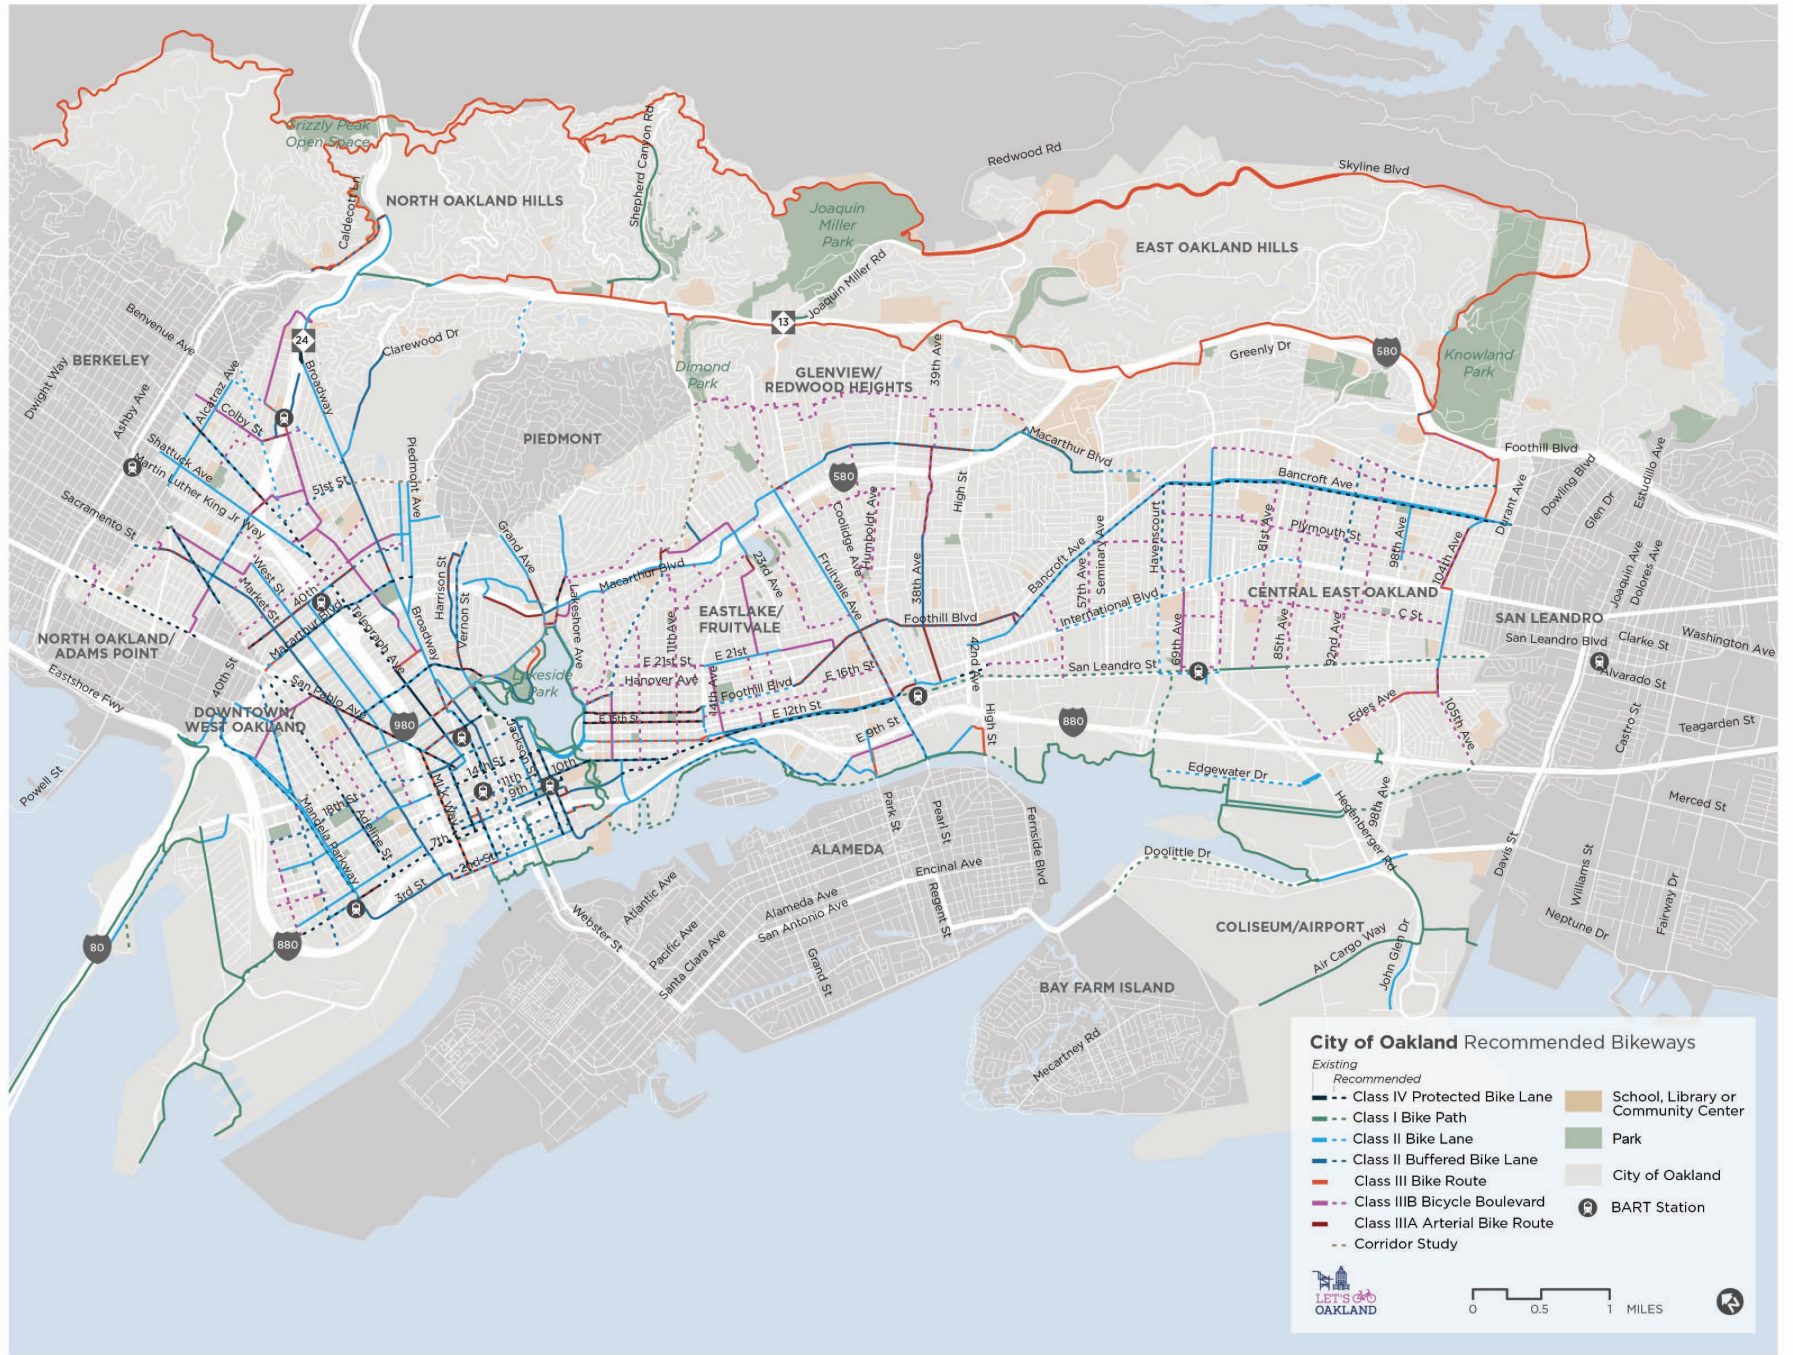 Redwood Rd
Skyline Blvd
Grizzly Peak
Open Space
Shepherd Canyon Rd
NORTH OAKLAND HILLS
Caldecott Ln
Joaquin
Miller
Park
EAST OAKLAND HILLS
Joaquin Miller Rd
13
24
Benvenue Ave
BERKELEY
Dwight Way
Ashby Ave
Alcatraz Ave
Colby St
Broadway
Clarewood Dr
Dimond
Park
GLENVIEW/
REDWOOD HEIGHTS
39th Ave
Greenly Dr
580
Knowland
Park
PIEDMONT
Shattuck Ave
Martin Luther King Jr Way
51st St
Piedmont Ave
Sacramento St
Grand Ave
Macarthur Blvd
580
High St
Foothill Blvd
Bancroft Ave
Durant Ave
Dowling Blvd
Glen Dr
Estudillo Ave
Coolidge Ave
Humboldt Ave
Havenscourt
81st Ave
Plymouth St
98th Ave
104th Ave
Joaquin Ave
Dolores Ave
West St
Market St
40th
Macarthur Blvd
Telegraph Ave
Harrison St
Vernon St
Broadway
Lakeshore Ave
Macarthur Blvd
23rd Ave
Fruitvale Ave
38th Ave
Bancroft Ave
57th Ave
Seminary Ave
International Blvd
CENTRAL EAST OAKLAND
C St
SAN LEANDRO
NORTH OAKLAND/
ADAMS POINT
EASTLAKE/
FRUITVALE
11th Ave
Foothill Blvd
42nd Ave
69th Ave
85th Ave
92nd Ave
San Leandro Blvd
Clarke St
Washington Ave
Eastshore Fwy
40th St
San Pablo Ave
Lakeside
Park
E 21st St
E 21st
Hanover Ave
14th Ave
Foothill Blvd
E 16th St
San Leandro St
Alvarado St
DOWNTOWN/
WEST OAKLAND
980
E 15th St
E 12th St
E 9th St
High St
880
Edes Ave
105th Ave
Castro St
Teagarden St
Powell St
Jackson St
14th St
11th
10th
9th
MLK Way
18th St
Mandela Parkway
Adeline St
7th
2nd St
3rd St
Edgewater Dr
98th Ave
Hegenberger Rd
Merced St
Park St
Pearl St
Fernside Blvd
ALAMEDA
Doolittle Dr
Davis St
Williams St
Fairway Dr
Neptune Dr
Encinal Ave
Alameda Ave
San Antonio Ave
Regent St
Atlantic Ave
Webster St
Pacific Ave
Santa Clara Ave
Grand St
80
880
COLISEUM/AIRPORT
Air Cargo Way
John Glen Dr
BAY FARM ISLAND
Mecartney Rd
City of Oakland Recommended Bikeways
Existing
Recommended
Class IV Protected Bike Lane
Class I Bike Path
Class II Bike Lane
Class II Buffered Bike Lane
Class III Bike Route
Class IIIB Bicycle Boulevard
Class IIIA Arterial Bike Route
Corridor Study
School, Library or
Community Center
Park
City of Oakland
BART Station
LET'S
OAKLAND
0 0.5 1 MILES